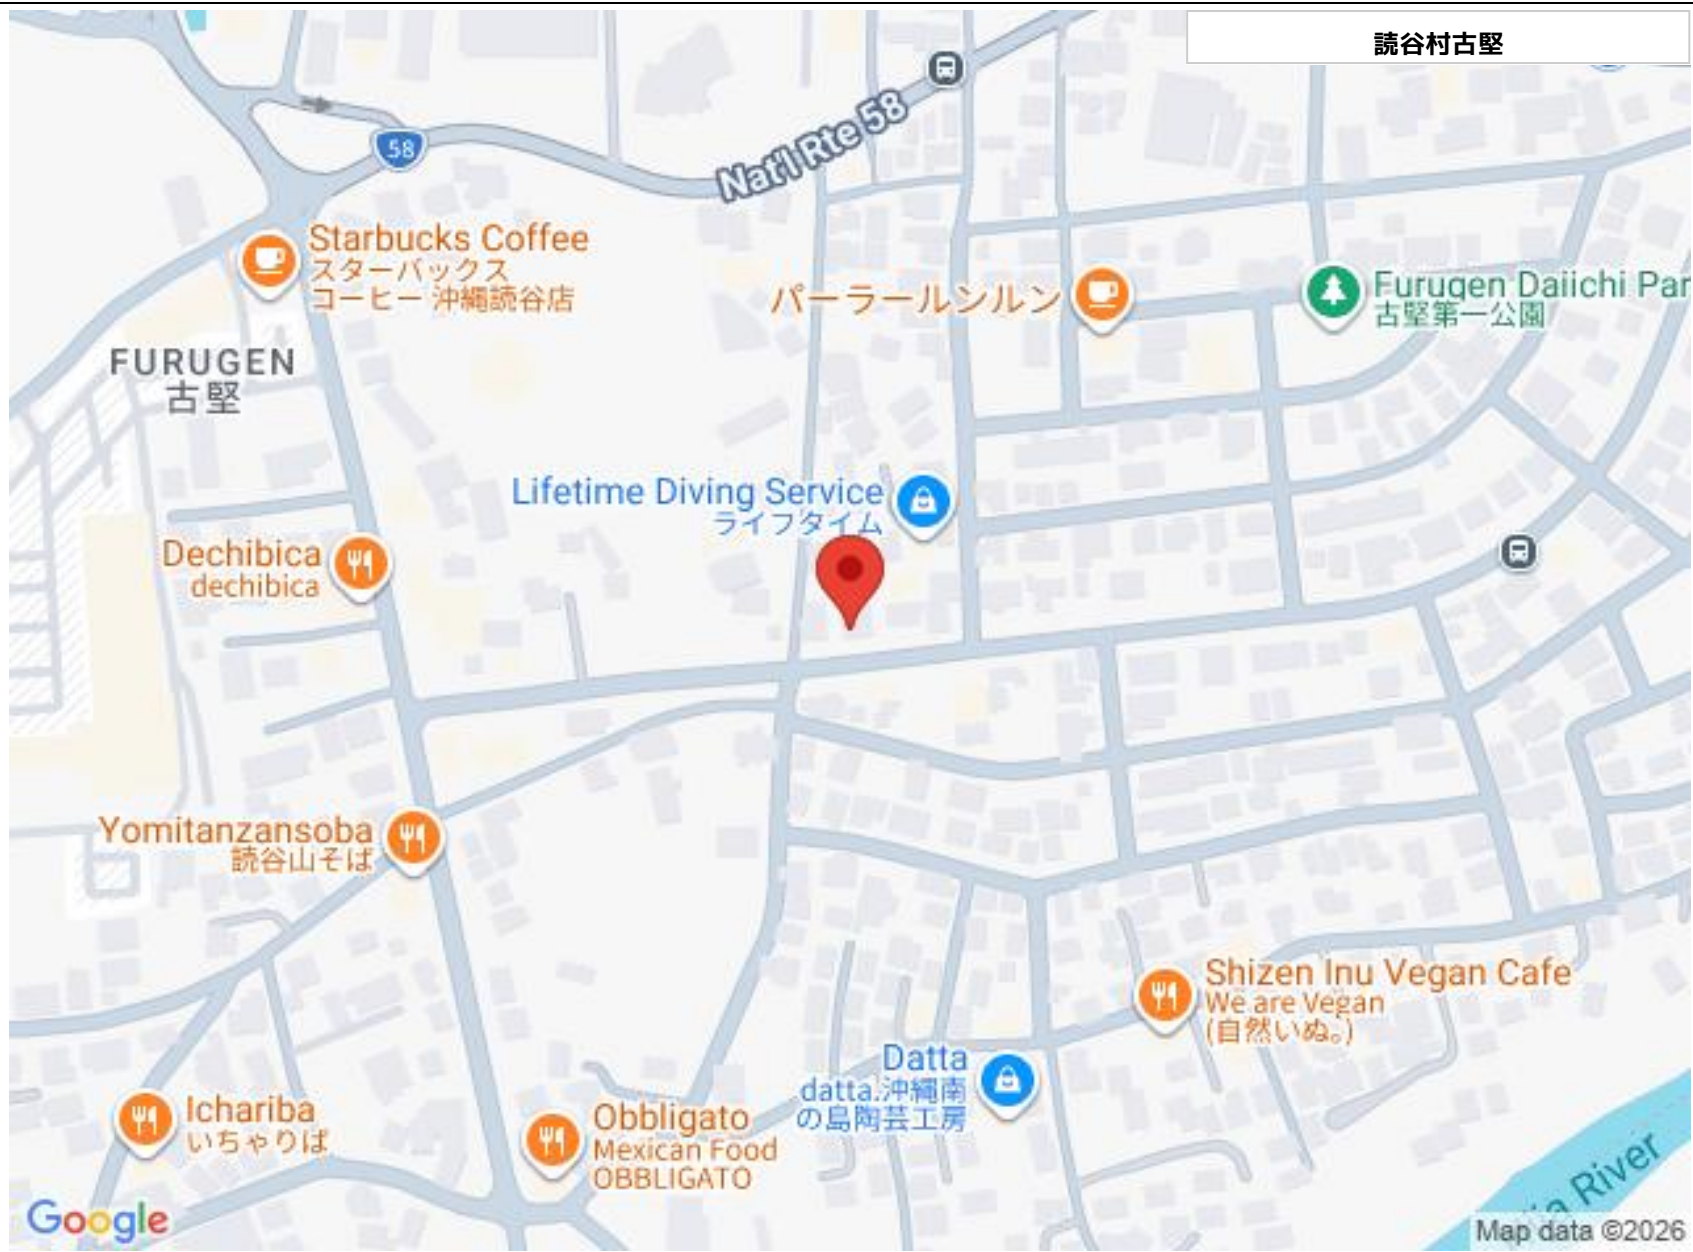 読谷村古堅
Nat'l Rte 58
58
Starbucks Coffee
スターバックス
コーヒー 沖縄読谷店
パーラールンルン
Furugen Daiichi Par
古堅第一公園
FURUGEN
古堅
Lifetime Diving Service
ライフタイム
Dechibica
dechibica
Yomitanzansoba
読谷山そば
Shizen Inu Vegan Cafe
We are Vegan
(自然いぬ。)
Datta
datta.沖縄南
の島陶芸工房
Ichariba
いちゃりば
Obbligato
Mexican Food
OBBLIGATO
River
Google
Map data ©2026